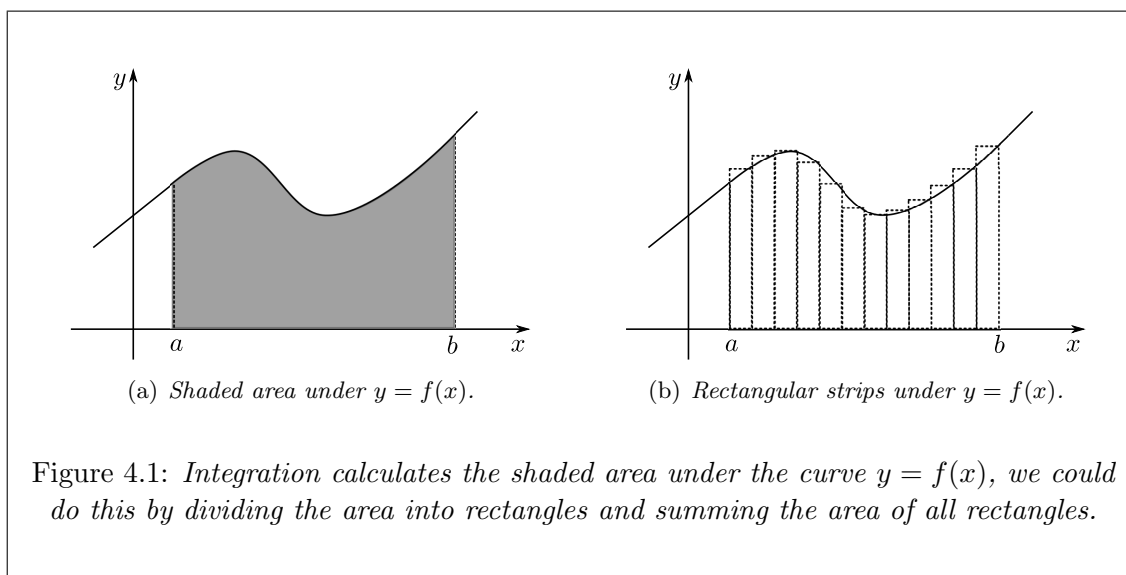 y
a
b
x
(a) Shaded area under y = f(x).
y
a
b
x
(b) Rectangular strips under y = f(x).
Figure 4.1: Integration calculates the shaded area under the curve y = f(x), we could
do this by dividing the area into rectangles and summing the area of all rectangles.